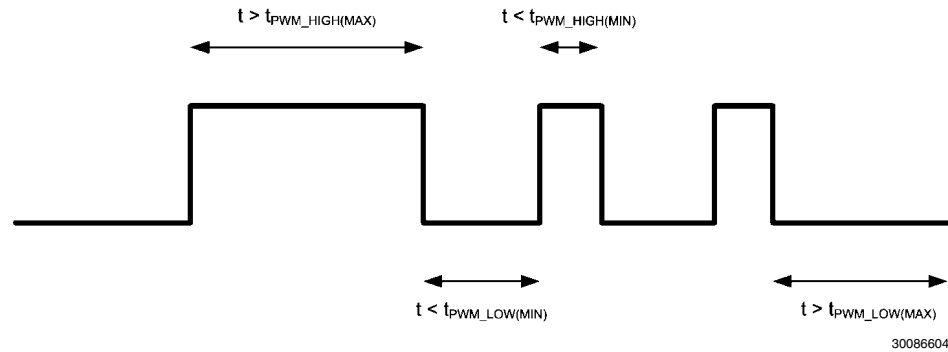 t > tPWM_HIGH(MAX)
t < tPWM_HIGH(MIN)
t < tPWM_LOW(MIN)
t > tPWM_LOW(MAX)
30086604